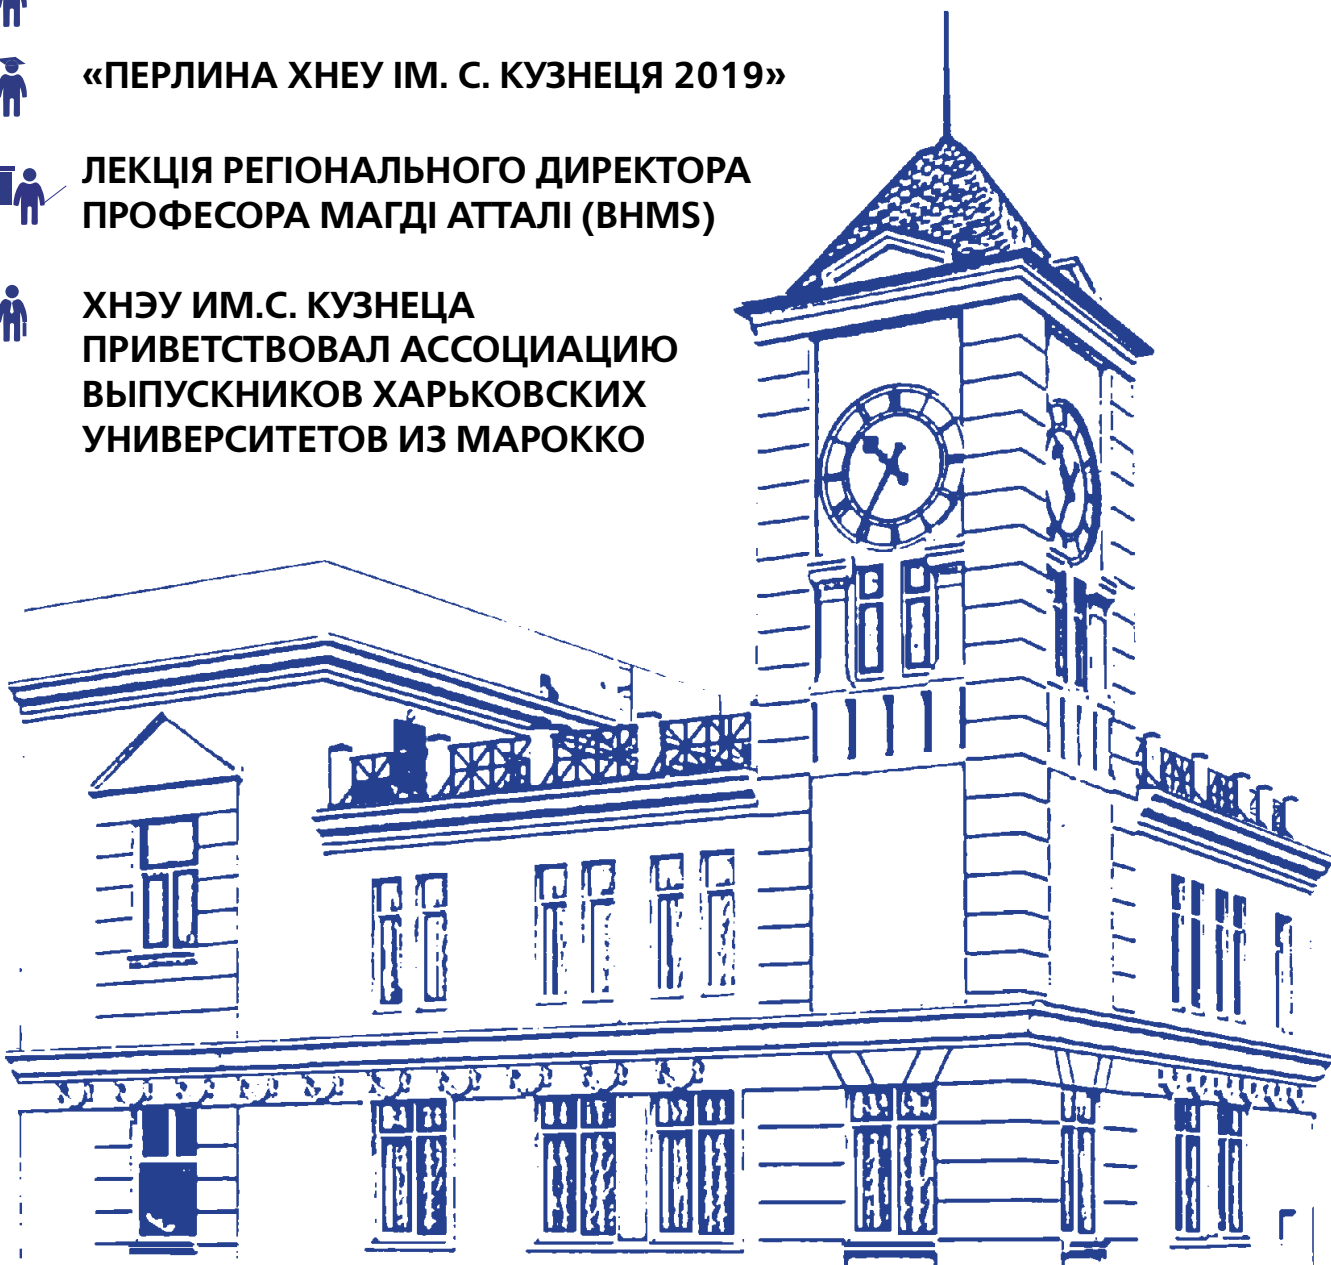 «ПЕРЛИНА ХНЕУ ІМ. С. КУЗНЕЦЯ 2019»
ЛЕКЦІЯ РЕГІОНАЛЬНОГО ДИРЕКТОРА
ПРОФЕСОРА МАГДІ АТТАЛІ (BHMS)
ХНЭУ ИМ.С. КУЗНЕЦА
ПРИВЕТСТВОВАЛ АССОЦИАЦИЮ
ВЫПУСКНИКОВ ХАРЬКОВСКИХ
УНИВЕРСИТЕТОВ ИЗ МАРОККО